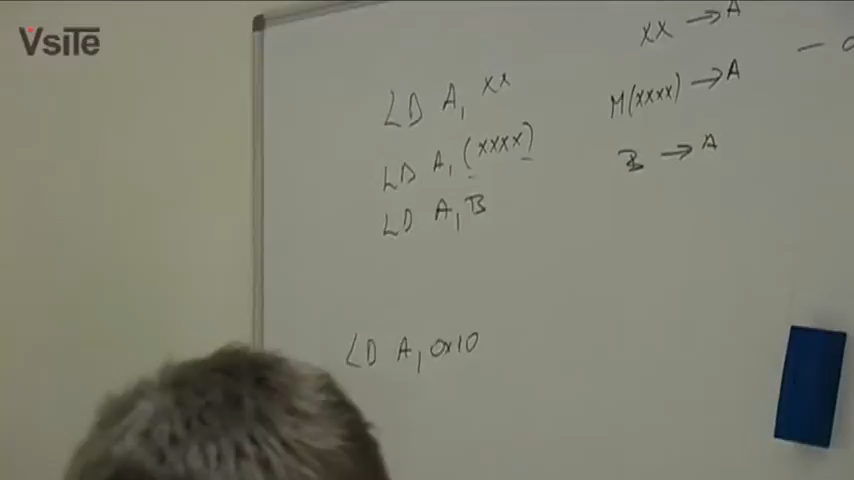 VsiTE
LD A, xx
xx → A
LD A, (xxxx)
M(xxxx) → A
LD A, B
B → A
LD A, 0x10